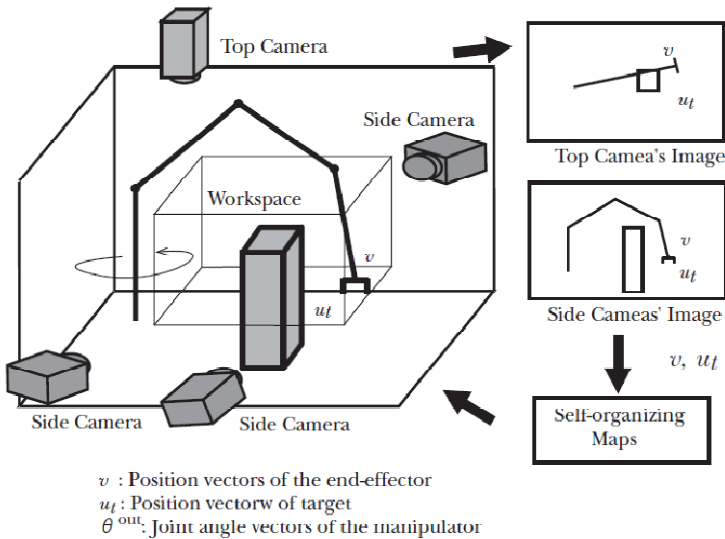 Top Camera
v
u_t
Side Camera
Top Camea's Image
Workspace
v
v
u_t
u_t
Side Cameas' Image
v, u_t
Side Camera
Side Camera
Self-organizing
Maps
v : Position vectors of the end-effector
u_t : Position vectorw of target
θ^out: Joint angle vectors of the manipulator